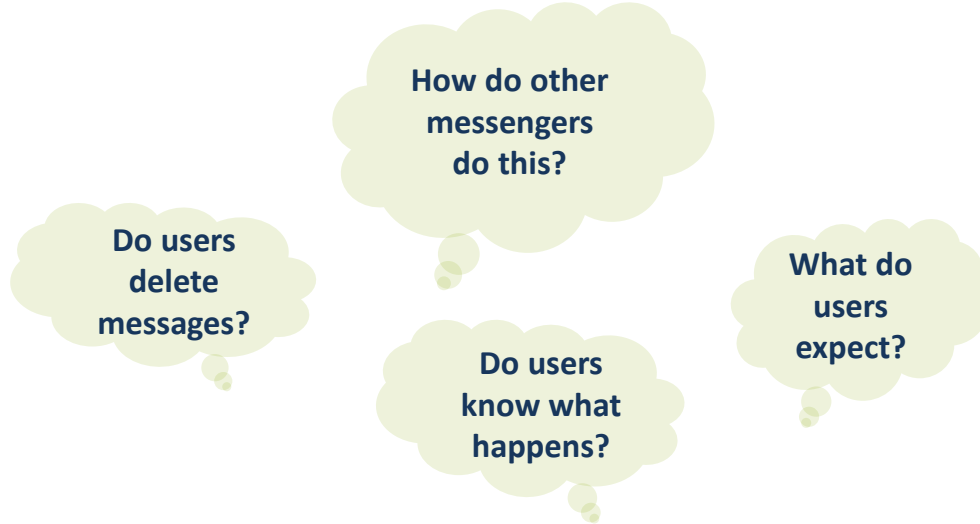 How do other
messengers
do this?
Do users
delete
messages?
What do
users
expect?
Do users
know what
happens?